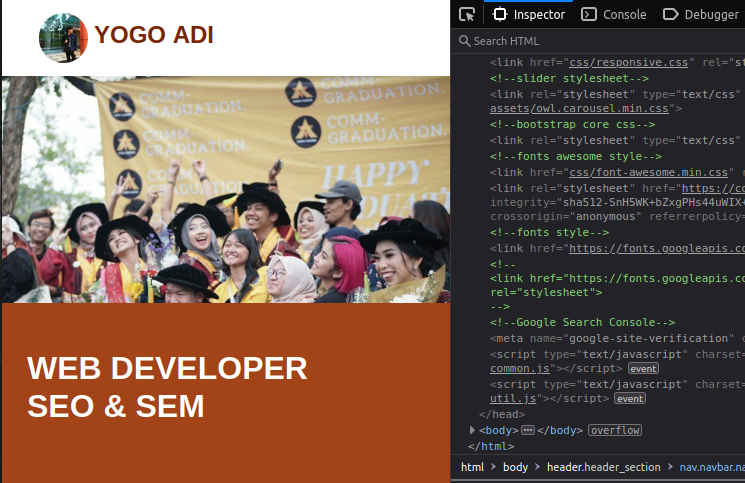 YOGO ADI
COMM-
GRADUATION.
COMM-
GRADUATION.
COMM-
GRADUATION.
COMM-
GRADUATION.
HAPPY
WEB DEVELOPER
SEO & SEM
Inspector
Console
Debugger
Search HTML
<link href="css/responsive.css" rel="st
<!--slider stylesheet-->
<link rel="stylesheet" type="text/css"
assets/owl.carousel.min.css">
<!--bootstrap core css-->
<link rel="stylesheet" type="text/css"
<!--fonts awesome style-->
<link href="css/font-awesome.min.css"
<link rel="stylesheet" href="https://c
integrity="sha512-SnH5WK+bZxgPHs44uWIX+
crossorigin="anonymous" referrerpolicy=
<!--fonts style-->
<link href="https://fonts.googleapis.co
<!--
<link href="https://fonts.googleapis.co
rel="stylesheet">
-->
<!--Google Search Console-->
<meta name="google-site-verification" c
<script type="text/javascript" charset=
common.js"></script> event
<script type="text/javascript" charset=
util.js"></script> event
</head>
<body> ••• </body> overflow
</html>
html > body > header.header_section > nav.navbar.na